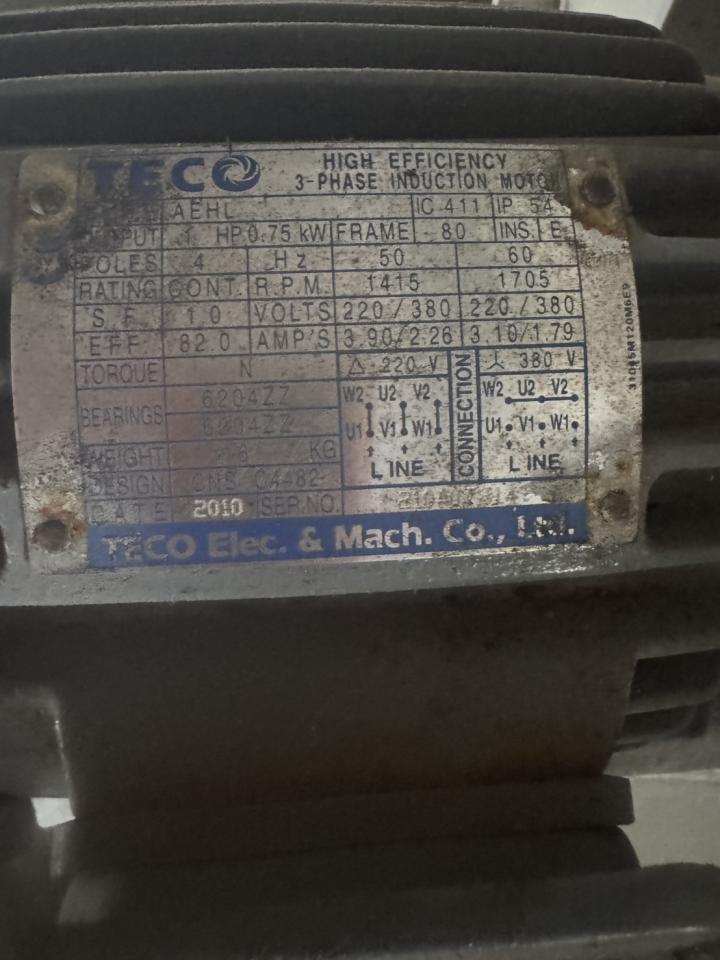 TECO
HIGH EFFICIENCY
3-PHASE INDUCTION MOTOR
AEHL IC 411 IP 54
OUTPUT 1 HP 0.75 kW FRAME 80 INS. E
POLES 4 Hz 50 60
RATING CONT. R.P.M. 1415 1705
S.F. 1.0 VOLTS 220 / 380 220 / 380
EFF. 82.0 AMP'S 3.90/2.26 3.10/1.79
TORQUE N △ 220 V CONNECTION 人 380 V
BEARINGS 6204ZZ W2 U2 V2 W2 U2 V2
6204ZZ U1 V1 W1 U1 V1 W1
WEIGHT KG LINE LINE
DESIGN CNS C4482
DATE 2010 SER.NO.
TECO Elec. & Mach. Co., Ltd.